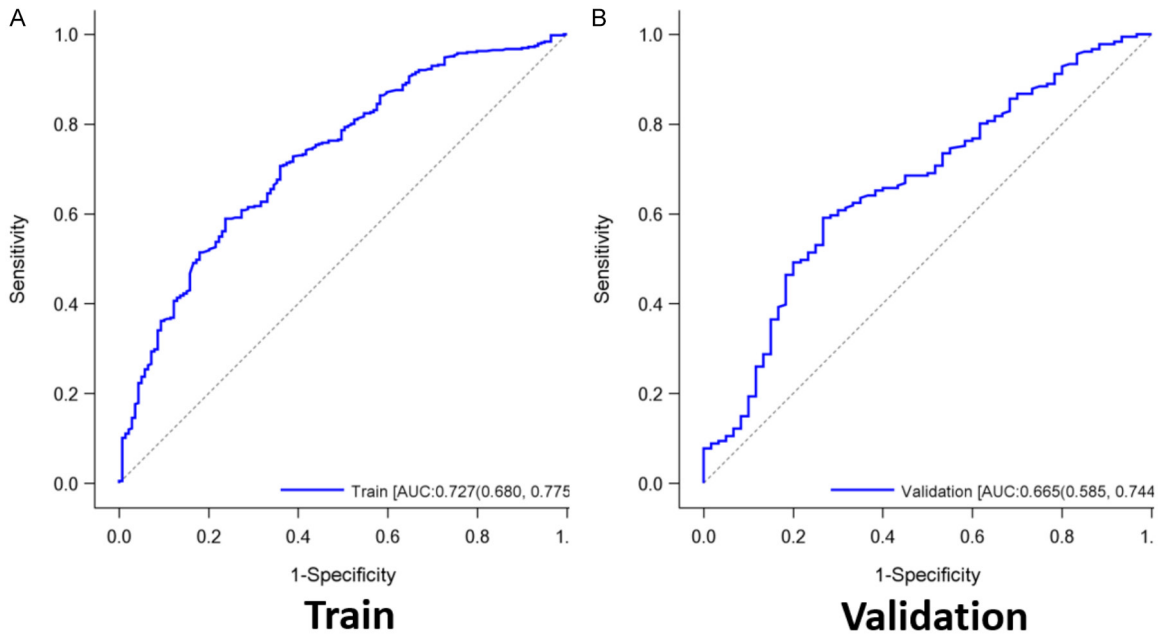 A
B
1.0
0.8
0.6
0.4
0.2
0.0
Sensitivity
Train [AUC:0.727(0.680, 0.775
0.0 0.2 0.4 0.6 0.8 1.
1-Specificity
Train
1.0
0.8
0.6
0.4
0.2
0.0
Sensitivity
Validation [AUC:0.665(0.585, 0.744
0.0 0.2 0.4 0.6 0.8 1.
1-Specificity
Validation